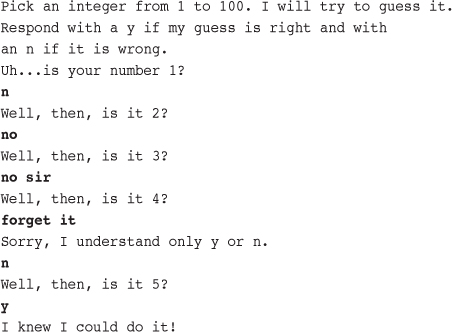 Pick an integer from 1 to 100. I will try to guess it.
Respond with a y if my guess is right and with
an n if it is wrong.
Uh...is your number 1?
n
Well, then, is it 2?
no
Well, then, is it 3?
no sir
Well, then, is it 4?
forget it
Sorry, I understand only y or n.
n
Well, then, is it 5?
y
I knew I could do it!